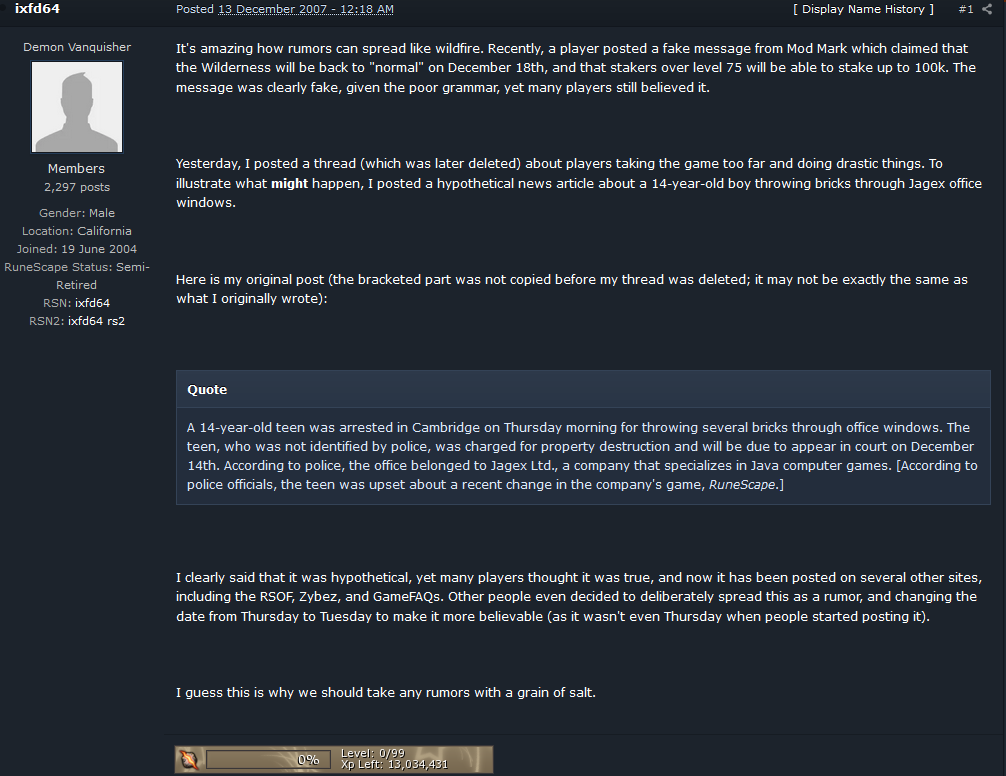 ixfd64
Posted 13 December 2007 - 12:18 AM
[ Display Name History ]
#1
Demon Vanquisher
Members
2,297 posts
Gender: Male
Location: California
Joined: 19 June 2004
RuneScape Status: Semi-
Retired
RSN: ixfd64
RSN2: ixfd64 rs2
It's amazing how rumors can spread like wildfire. Recently, a player posted a fake message from Mod Mark which claimed that
the Wilderness will be back to "normal" on December 18th, and that stakers over level 75 will be able to stake up to 100k. The
message was clearly fake, given the poor grammar, yet many players still believed it.
Yesterday, I posted a thread (which was later deleted) about players taking the game too far and doing drastic things. To
illustrate what might happen, I posted a hypothetical news article about a 14-year-old boy throwing bricks through Jagex office
windows.
Here is my original post (the bracketed part was not copied before my thread was deleted; it may not be exactly the same as
what I originally wrote):
Quote
A 14-year-old teen was arrested in Cambridge on Thursday morning for throwing several bricks through office windows. The
teen, who was not identified by police, was charged for property destruction and will be due to appear in court on December
14th. According to police, the office belonged to Jagex Ltd., a company that specializes in Java computer games. [According to
police officials, the teen was upset about a recent change in the company's game, RuneScape.]
I clearly said that it was hypothetical, yet many players thought it was true, and now it has been posted on several other sites,
including the RSOF, Zybez, and GameFAQs. Other people even decided to deliberately spread this as a rumor, and changing the
date from Thursday to Tuesday to make it more believable (as it wasn't even Thursday when people started posting it).
I guess this is why we should take any rumors with a grain of salt.
0%
Level: 0/99
Xp Left: 13,034,431